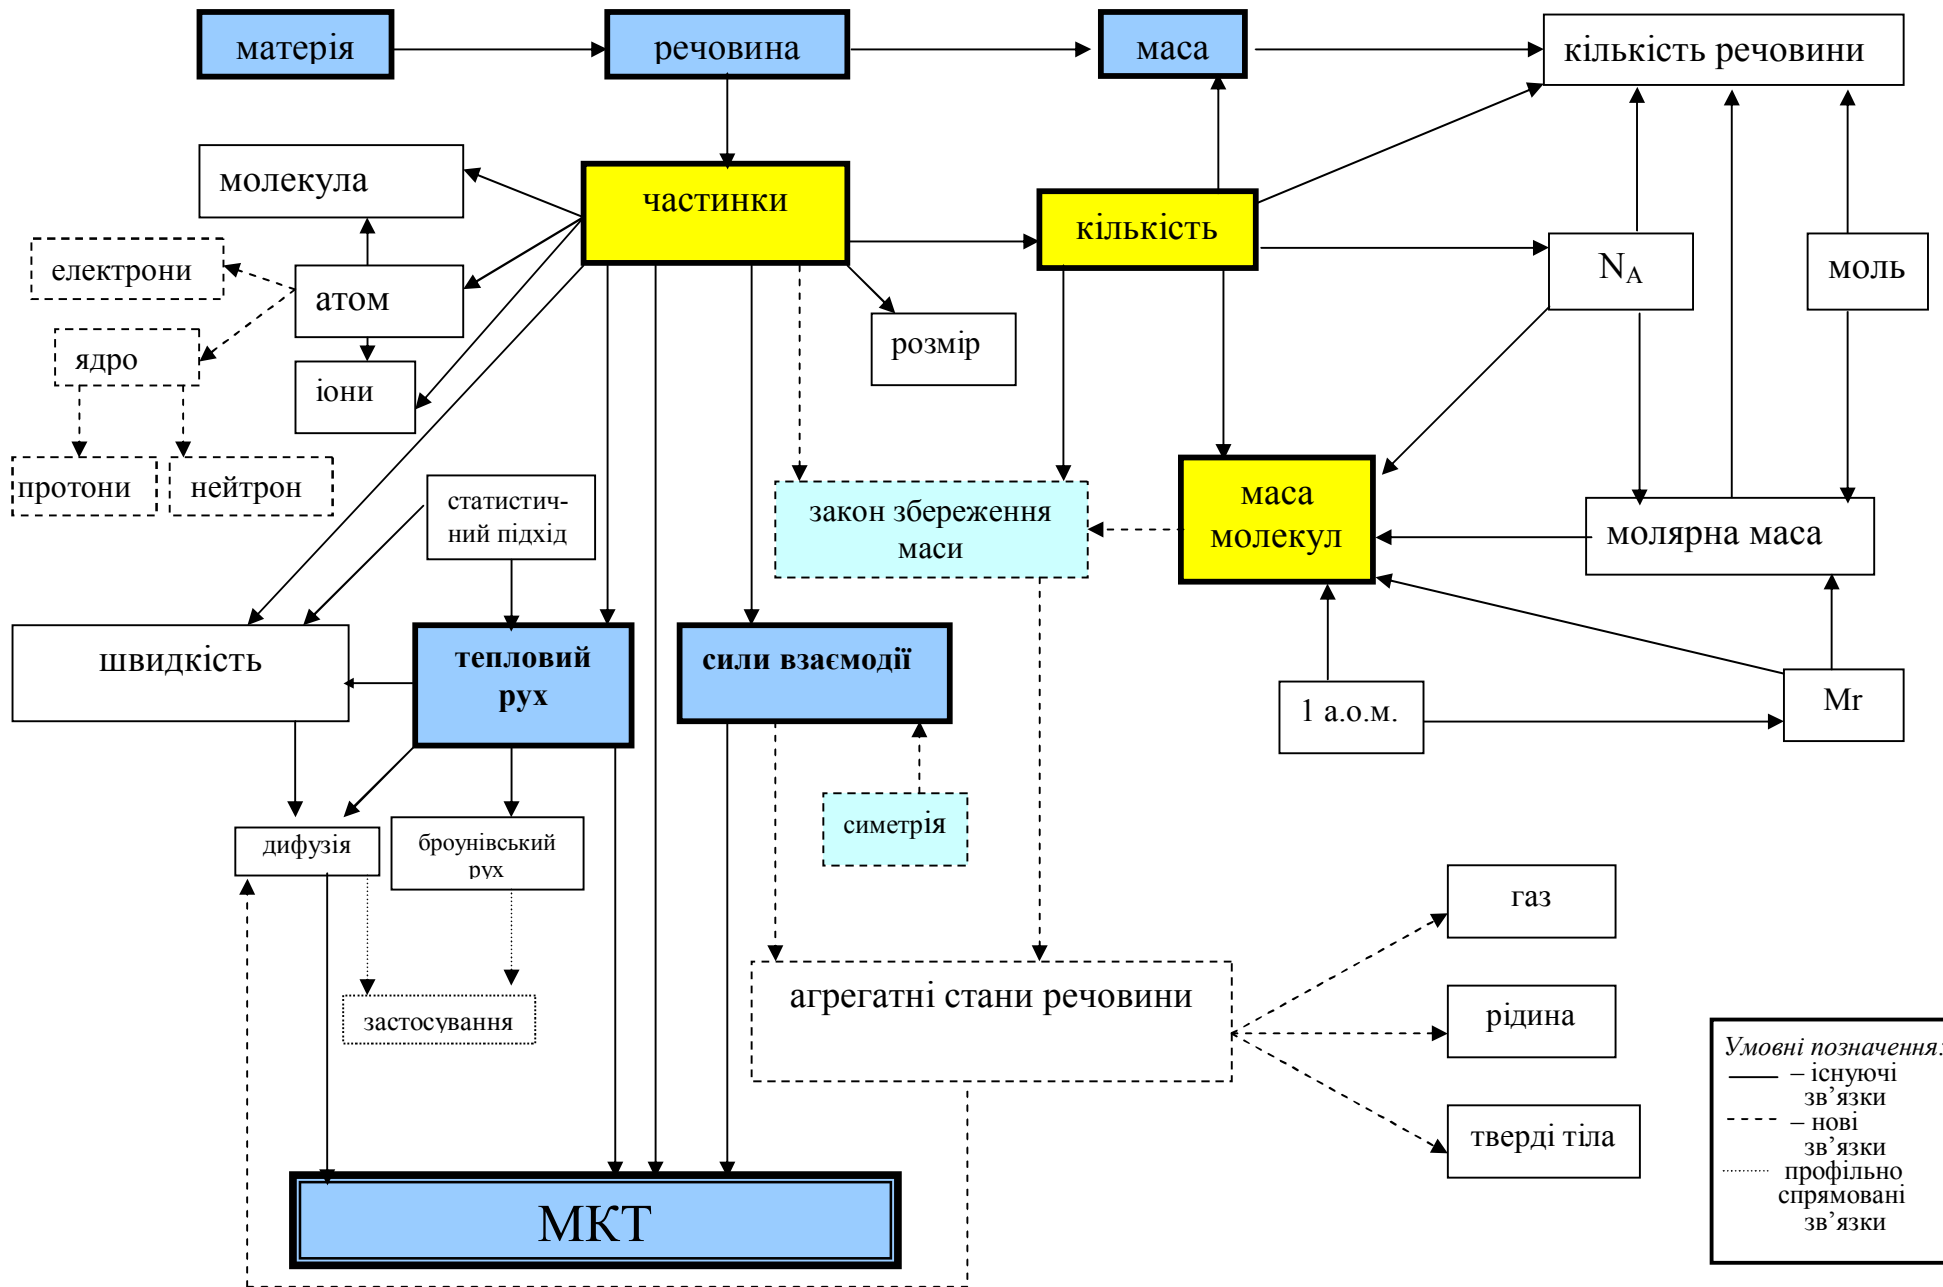 матерія
речовина
маса
кількість речовини
молекула
частинки
кількість
електрони
атом
N_A
моль
ядро
розмір
іони
протони
нейтрон
статистич-
ний підхід
закон збереження
маси
маса
молекул
молярна маса
швидкість
тепловий
рух
сили взаємодії
1 а.о.м.
Mr
дифузія
броунівський
рух
симетрія
газ
агрегатні стани речовини
рідина
застосування
тверді тіла
МКТ
Умовні позначення:
– існуючі
зв’язки
– нові
зв’язки
профільно
спрямовані
зв’язки